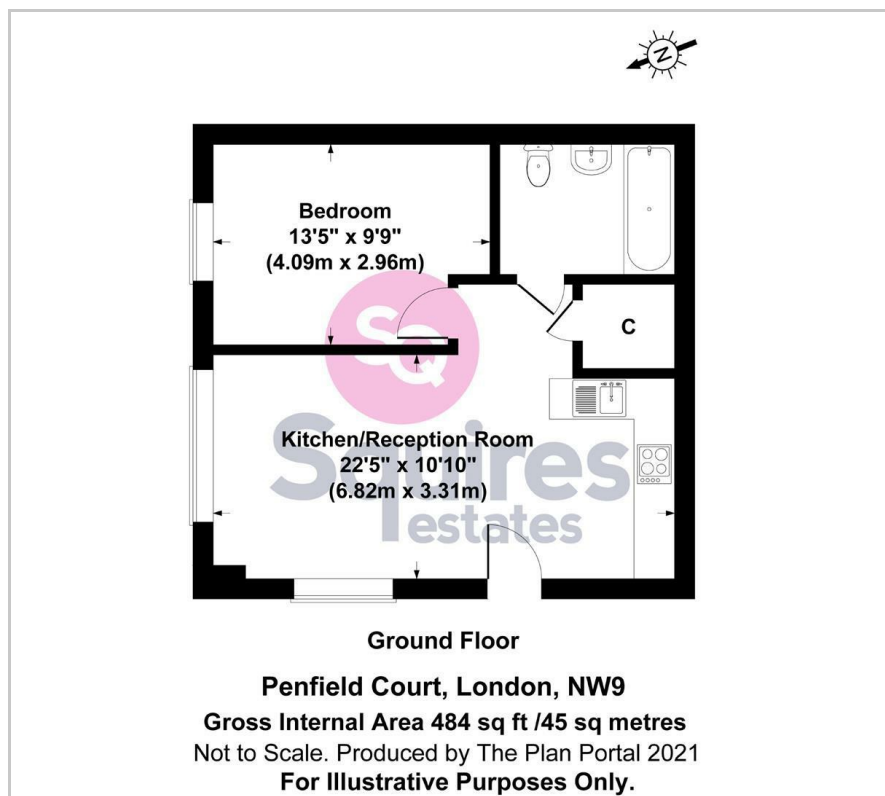 N
Bedroom
13'5" x 9'9"
(4.09m x 2.96m)
C
SQ
Kitchen/Reception Room
22'5" x 10'10"
(6.82m x 3.31m)
Squires
estates
Ground Floor
Penfield Court, London, NW9
Gross Internal Area 484 sq ft /45 sq metres
Not to Scale. Produced by The Plan Portal 2021
For Illustrative Purposes Only.